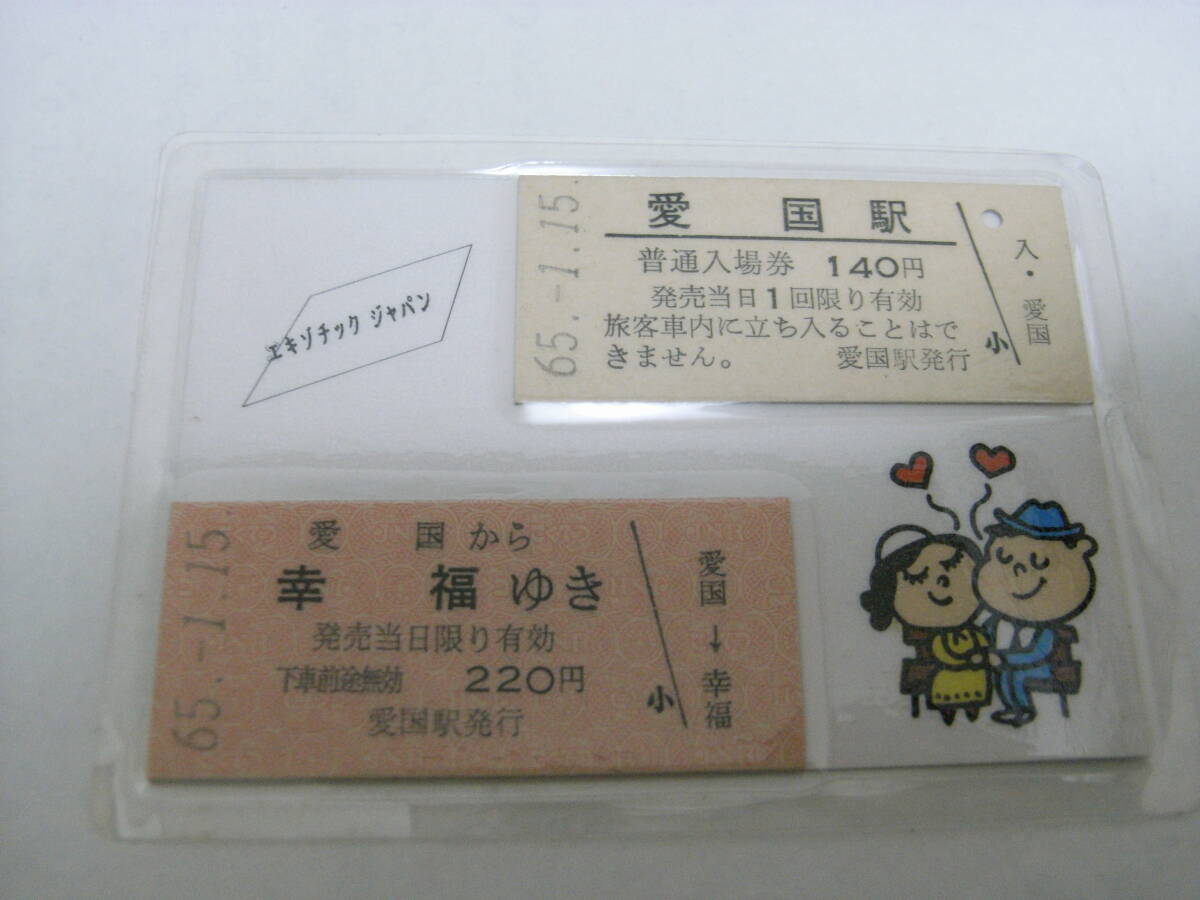 エキゾチック ジャパン
65.-1.15.
愛国駅
普通入場券 140円
発売当日1回限り有効
旅客車内に立ち入ることはで
きません。 愛国駅発行
小
入・愛国
65.-1.15.
愛国から
幸福ゆき
発売当日限り有効
下車前途無効 220円
愛国駅発行
小
愛国→幸福